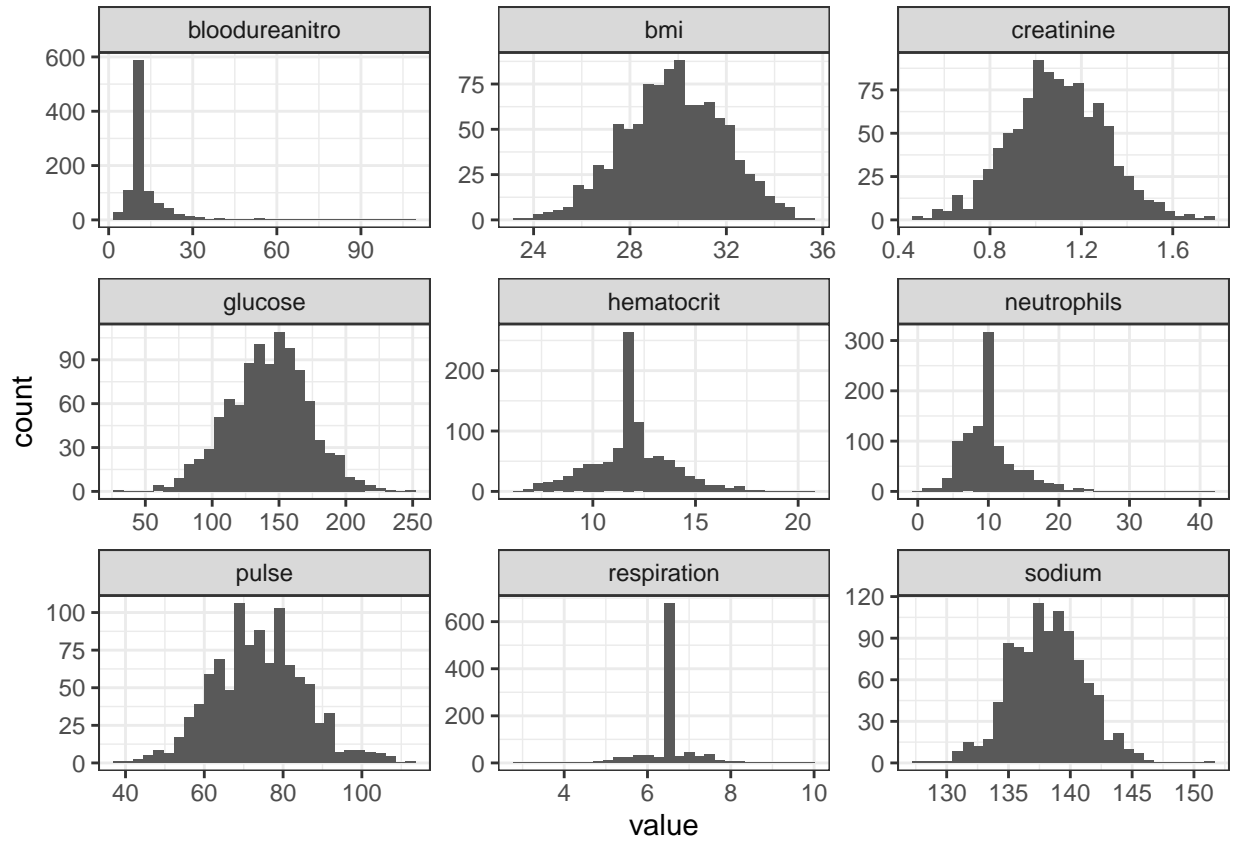 bloodureanitro
bmi
creatinine
600
400
200
0
0 30 60 90
75
50
25
0
24 28 32 36
75
50
25
0
0.4 0.8 1.2 1.6
glucose
hematocrit
neutrophils
90
60
30
0
50 100 150 200 250
200
100
0
10 15 20
300
200
100
0
0 10 20 30 40
count
pulse
respiration
sodium
100
75
50
25
0
40 60 80 100
600
400
200
0
4 6 8 10
120
90
60
30
0
130 135 140 145 150
value